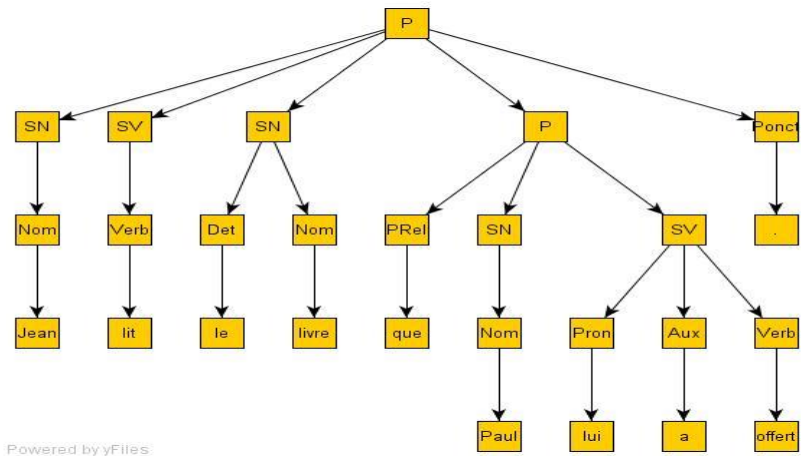 P
SN SV SN P Ponct
Nom Verb Det Nom PRel SN SV .
Jean lit le livre que Nom Pron Aux Verb
Paul lui a offert
Powered by yFiles